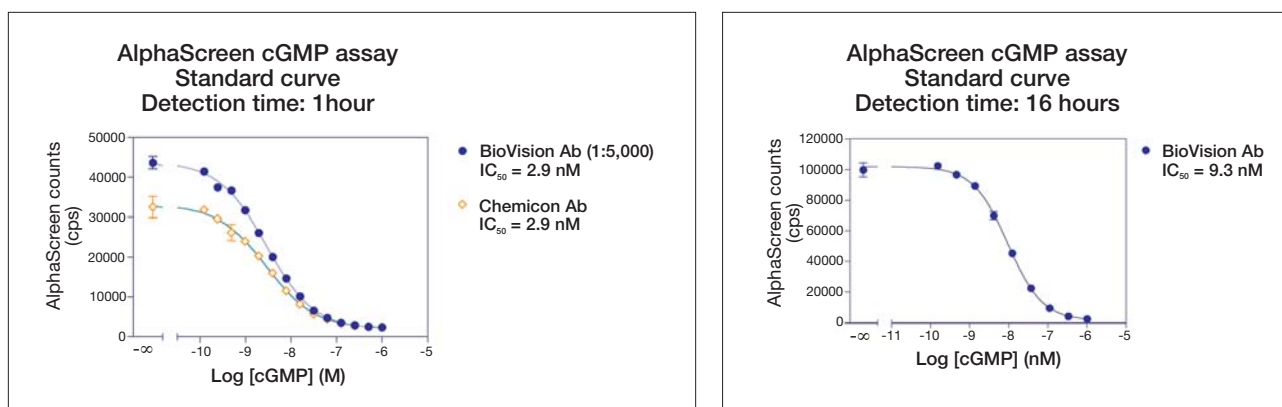 AlphaScreen cGMP assay
Standard curve
Detection time: 1hour
AlphaScreen counts
(cps)
50000
40000
30000
20000
10000
0
-∞
-10
-9
-8
-7
-6
-5
Log [cGMP] (M)
BioVision Ab (1:5,000)
IC50 = 2.9 nM
Chemicon Ab
IC50 = 2.9 nM
AlphaScreen cGMP assay
Standard curve
Detection time: 16 hours
AlphaScreen counts
(cps)
120000
100000
80000
60000
40000
20000
0
-∞
-11
-10
-9
-8
-7
-6
-5
Log [cGMP] (nM)
BioVision Ab
IC50 = 9.3 nM